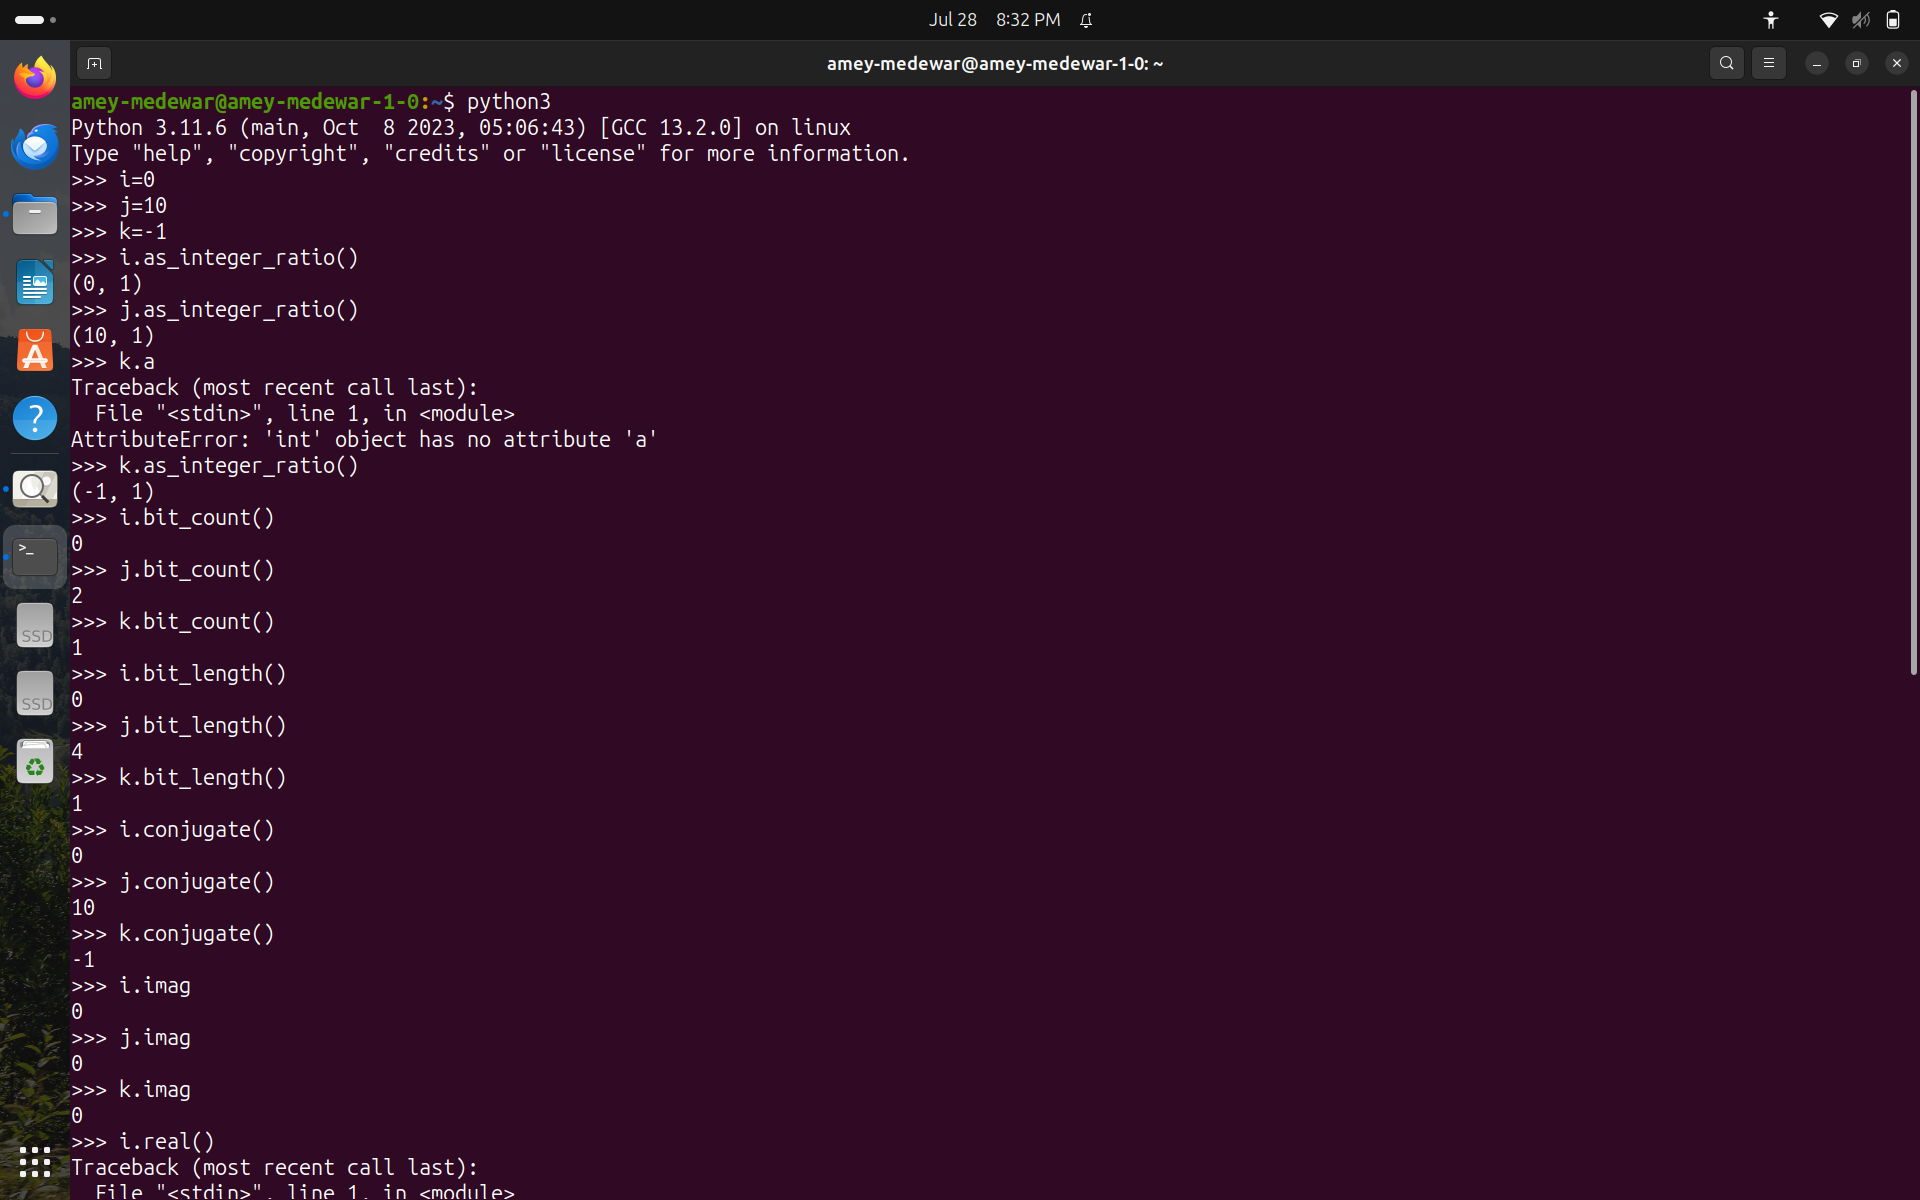 Jul 28 8:32 PM
amey-medewar@amey-medewar-1-0: ~
amey-medewar@amey-medewar-1-0:~$ python3
Python 3.11.6 (main, Oct  8 2023, 05:06:43) [GCC 13.2.0] on linux
Type "help", "copyright", "credits" or "license" for more information.
>>> i=0
>>> j=10
>>> k=-1
>>> i.as_integer_ratio()
(0, 1)
>>> j.as_integer_ratio()
(10, 1)
>>> k.a
Traceback (most recent call last):
  File "<stdin>", line 1, in <module>
AttributeError: 'int' object has no attribute 'a'
>>> k.as_integer_ratio()
(-1, 1)
>>> i.bit_count()
0
>>> j.bit_count()
2
>>> k.bit_count()
1
>>> i.bit_length()
0
>>> j.bit_length()
4
>>> k.bit_length()
1
>>> i.conjugate()
0
>>> j.conjugate()
10
>>> k.conjugate()
-1
>>> i.imag
0
>>> j.imag
0
>>> k.imag
0
>>> i.real()
Traceback (most recent call last):
  File "<stdin>", line 1, in <module>
A
?
>_
SSD
SSD